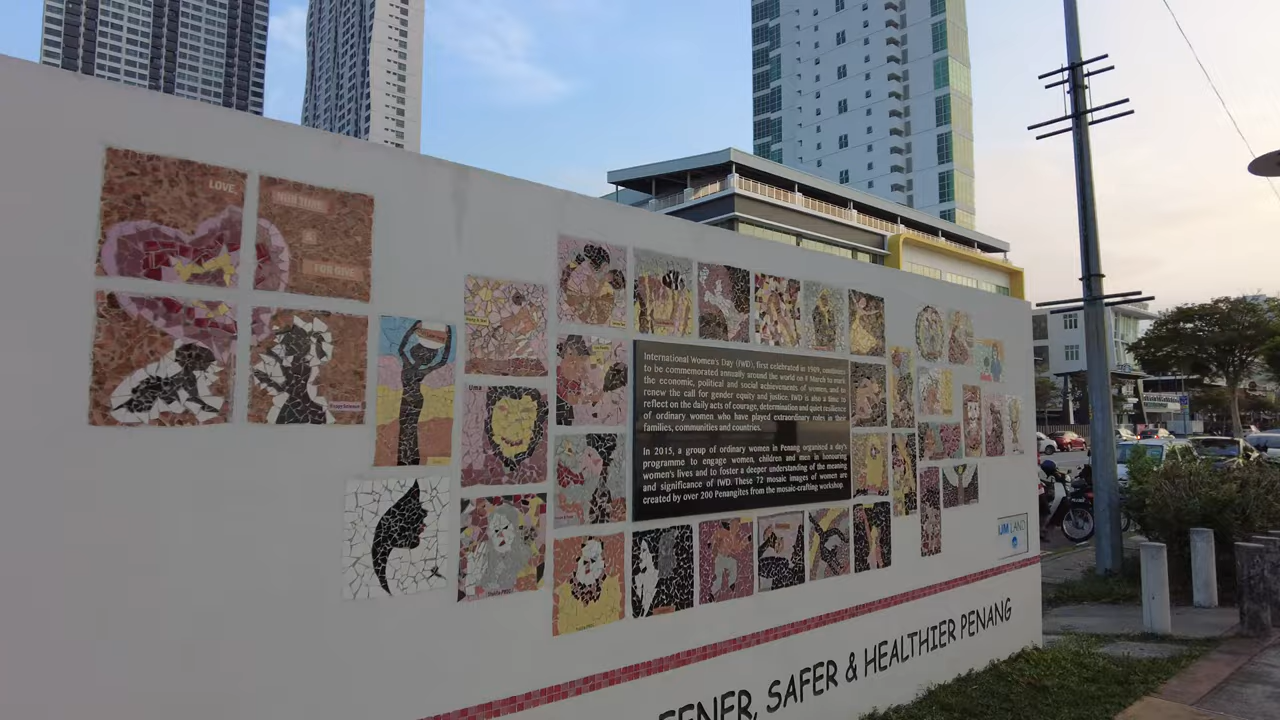 LOVE,
FOR GIVE
International Women's Day (IWD), first celebrated in 1909, continues
to be commemorated annually around the world on 8 March to mark
the economic, political and social achievements of women, and to
renew the call for gender equity and justice. IWD is also a time to
reflect on the daily acts of courage, determination and quiet resilience
of ordinary women who have played extraordinary roles in their
families, communities and countries.
In 2015, a group of ordinary women in Penang organised a day's
programme to engage women, children and men in honouring
women's lives and to foster a deeper understanding of the meaning
and significance of IWD. These 72 mosaic images of women are
created by over 200 Penangites from the mosaic-crafting workshop.
IJM LAND
EENER, SAFER & HEALTHIER PENANG